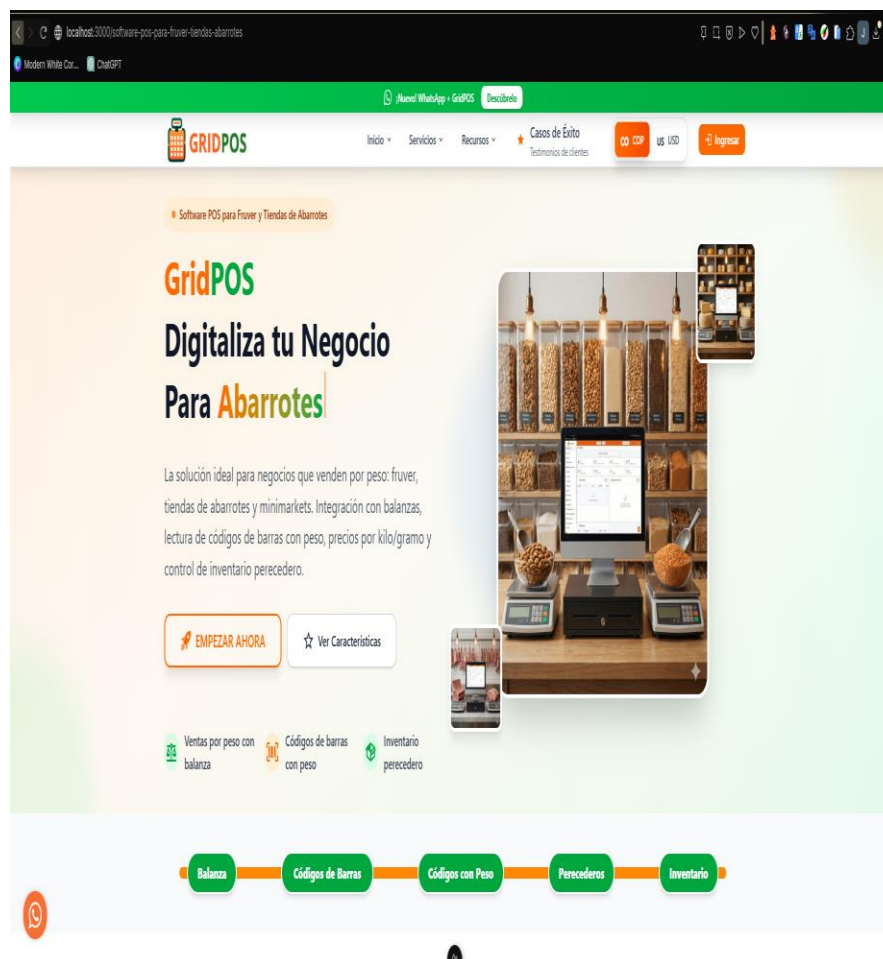 localhost:3000/software-pos-para-fruver-tiendas-abarrotes
Modern White Cor... ChatGPT
¡Nuevo! WhatsApp + GridPOS Descúbrelo
GRIDPOS Inicio Servicios Recursos Casos de Éxito CO COP US USD Ingresar
Testimonios de clientes
Software POS para Fruver y Tiendas de Abarrotes
GridPOS
Digitaliza tu Negocio
Para Abarrotes
La solución ideal para negocios que venden por peso: fruver,
tiendas de abarrotes y minimarkets. Integración con balanzas,
lectura de códigos de barras con peso, precios por kilo/gramo y
control de inventario perecedero.
EMPEZAR AHORA Ver Características
Ventas por peso con
balanza
Códigos de barras
con peso
Inventario
perecedero
Balanza Códigos de Barras Códigos con Peso Perecederos Inventario